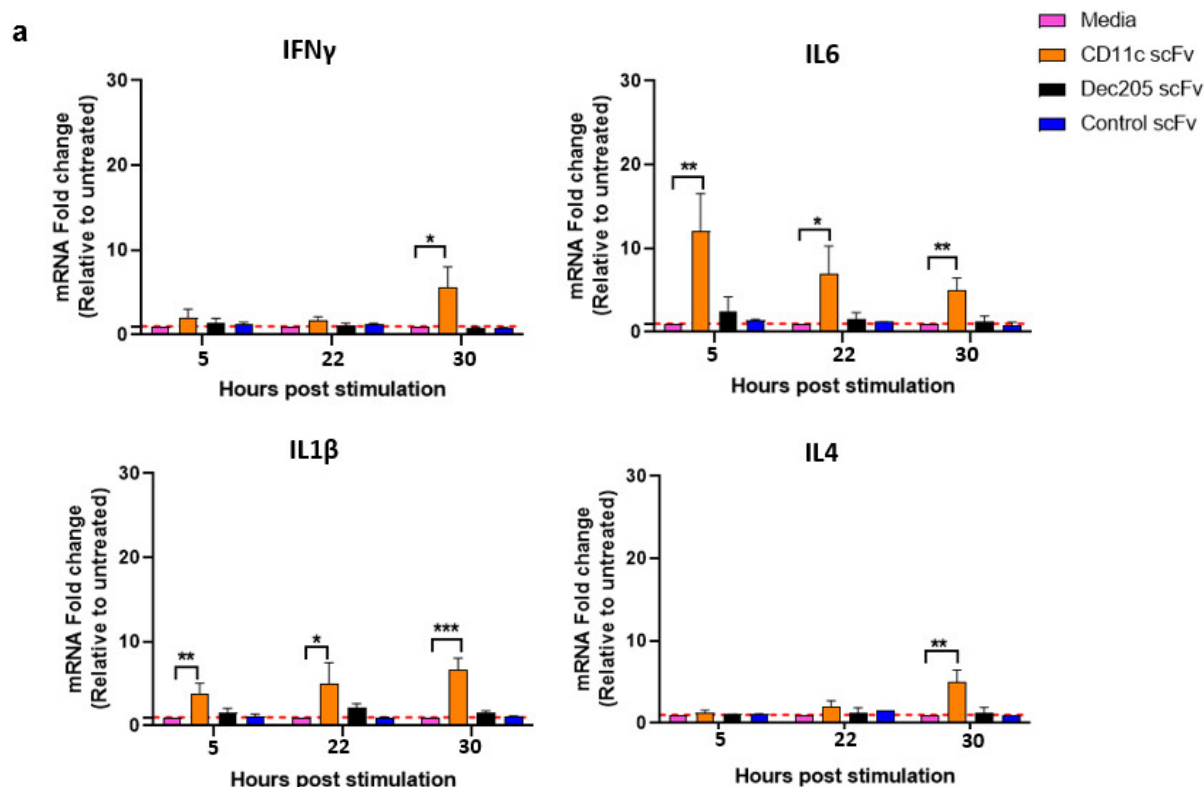 a
Media
CD11c scFv
Dec205 scFv
Control scFv
IFNγ
mRNA Fold change
(Relative to untreated)
30
20
10
0
*
5 22 30
Hours post stimulation
IL6
mRNA Fold change
(Relative to untreated)
30
20
10
0
** * **
5 22 30
Hours post stimulation
IL1β
mRNA Fold change
(Relative to untreated)
30
20
10
0
** * ***
5 22 30
Hours post stimulation
IL4
mRNA Fold change
(Relative to untreated)
30
20
10
0
**
5 22 30
Hours post stimulation